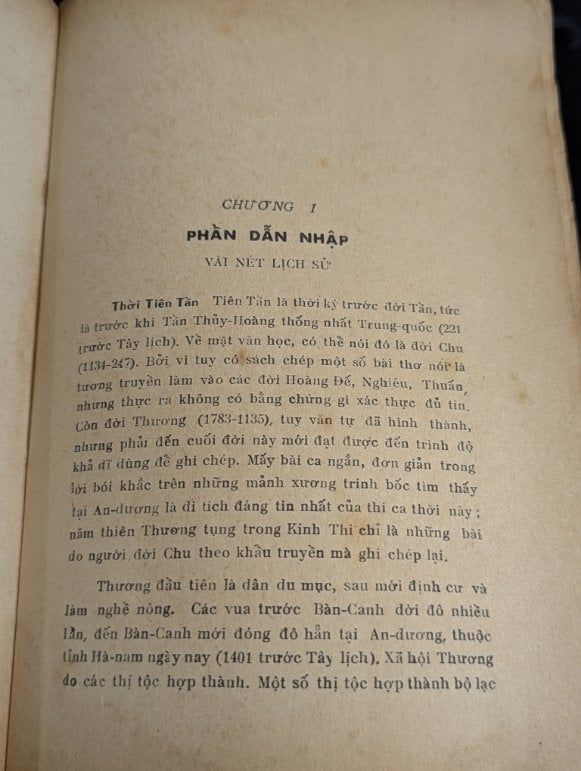 CHƯƠNG I
PHẦN DẪN NHẬP
VÀI NÉT LỊCH SỬ
Thời Tiên Tần Tiên Tần là thời kỳ trước đời Tần, tức
là trước khi Tần Thủy-Hoàng thống nhất Trung-quốc (221
trước Tây lịch). Về mặt văn học, có thể nói đó là đời Chu
(1134-247). Bởi vì tuy có sách chép một số bài thơ nói là
tương truyền làm vào các đời Hoàng Đế, Nghiêu, Thuấn,
nhưng thực ra không có bằng chứng gì xác thực đủ tin.
Còn đời Thương (1783-1135), tuy văn tự đã hình thành,
nhưng phải đến cuối đời này mới đạt được đến trình độ
khả dĩ dùng để ghi chép. Mấy bài ca ngắn, đơn giản trong
lời bói khắc trên những mảnh xương trinh bốc tìm thấy
tại An-dương là di tích đáng tin nhất của thi ca thời này ;
năm thiên Thương tụng trong Kinh Thi chỉ là những bài
do người đời Chu theo khẩu truyền mà ghi chép lại.
Thương đầu tiên là dân du mục, sau mới định cư và
làm nghề nông. Các vua trước Bàn-Canh dời đô nhiều
lần, đến Bàn-Canh mới đóng đô hẳn tại An-dương, thuộc
tỉnh Hà-nam ngày nay (1401 trước Tây lịch). Xã hội Thương
do các thị tộc hợp thành. Một số thị tộc hợp thành bộ lạc